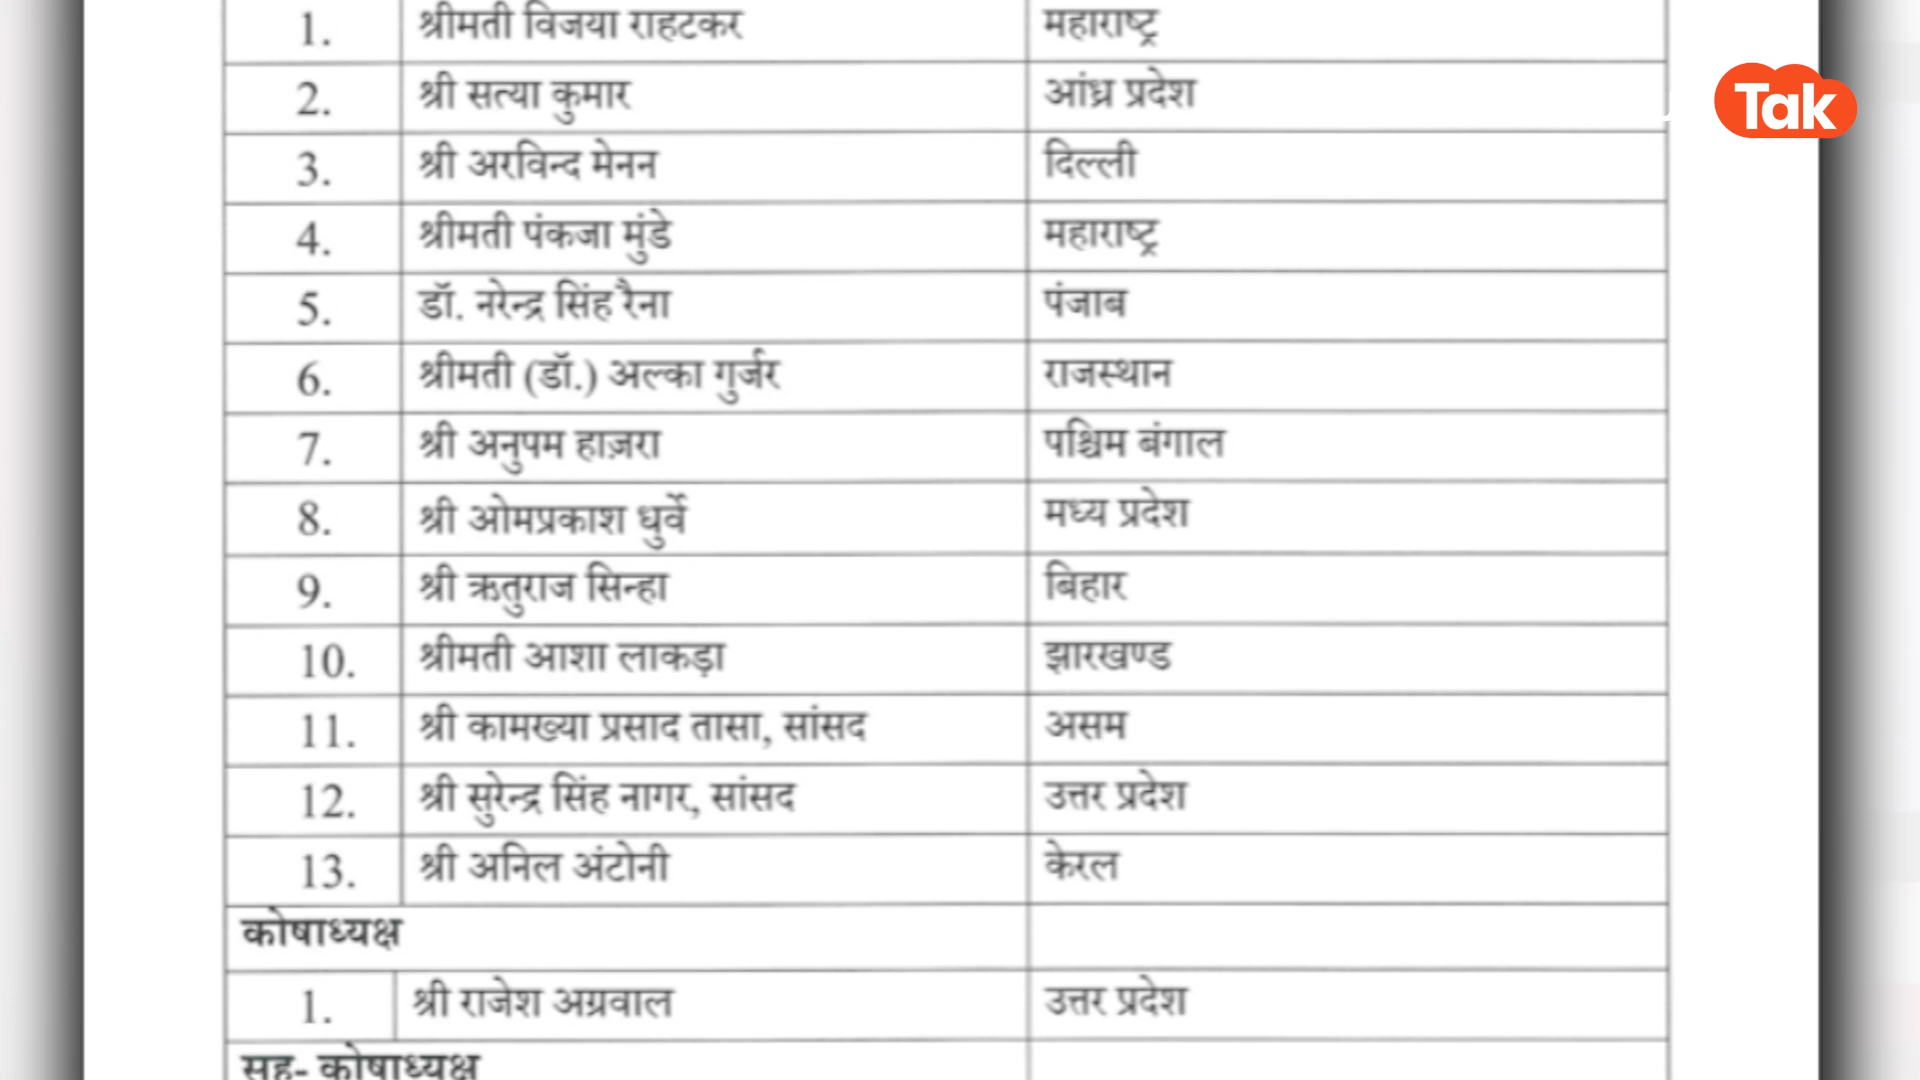 1. श्रीमती विजया राहटकर महाराष्ट्र
2. श्री सत्या कुमार आंध्र प्रदेश
3. श्री अरविन्द मेनन दिल्ली
4. श्रीमती पंकजा मुंडे महाराष्ट्र
5. डॉ. नरेन्द्र सिंह रैना पंजाब
6. श्रीमती (डॉ.) अल्का गुर्जर राजस्थान
7. श्री अनुपम हाज़रा पश्चिम बंगाल
8. श्री ओमप्रकाश धुर्वे मध्य प्रदेश
9. श्री ऋतुराज सिन्हा बिहार
10. श्रीमती आशा लाकड़ा झारखण्ड
11. श्री कामख्या प्रसाद तासा, सांसद असम
12. श्री सुरेन्द्र सिंह नागर, सांसद उत्तर प्रदेश
13. श्री अनिल अंटोनी केरल
कोषाध्यक्ष
1. श्री राजेश अग्रवाल उत्तर प्रदेश
सह- कोषाध्यक्ष
Tak